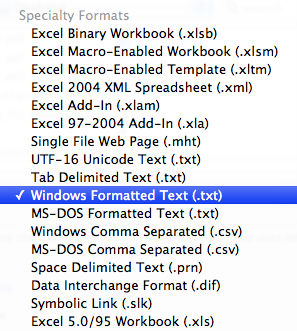 Specialty Formats
Excel Binary Workbook (.xlsb)
Excel Macro-Enabled Workbook (.xlsm)
Excel Macro-Enabled Template (.xltm)
Excel 2004 XML Spreadsheet (.xml)
Excel Add-In (.xlam)
Excel 97-2004 Add-In (.xla)
Single File Web Page (.mht)
UTF-16 Unicode Text (.txt)
Tab Delimited Text (.txt)
✓ Windows Formatted Text (.txt)
MS-DOS Formatted Text (.txt)
Windows Comma Separated (.csv)
MS-DOS Comma Separated (.csv)
Space Delimited Text (.prn)
Data Interchange Format (.dif)
Symbolic Link (.slk)
Excel 5.0/95 Workbook (.xls)